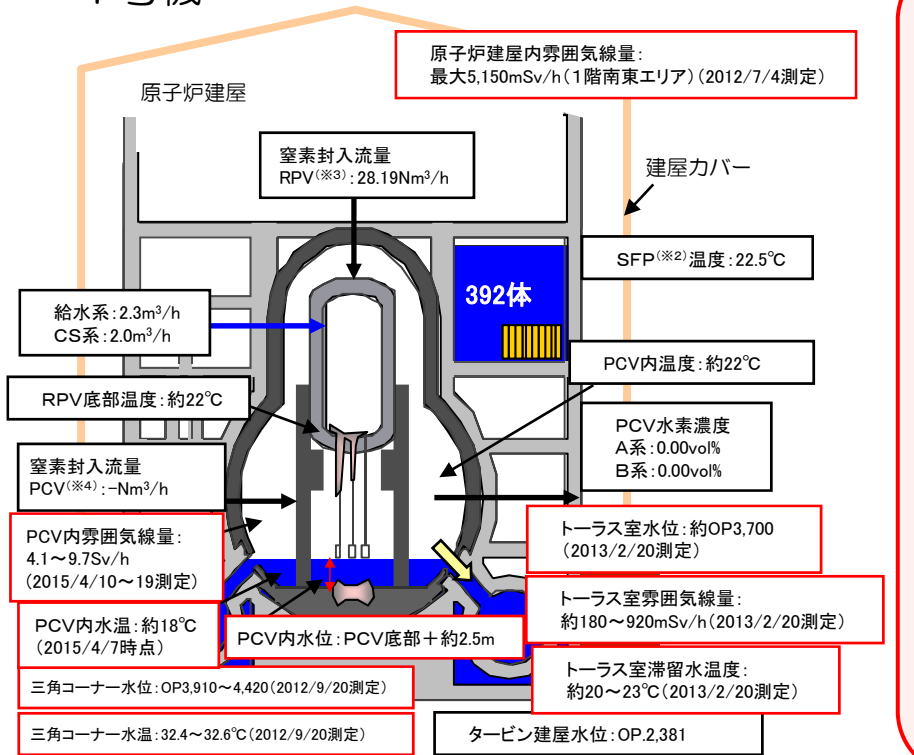 原子炉建屋内雰囲気線量:
最大5,150mSv/h(1階南東エリア)(2012/7/4測定)
原子炉建屋
窒素封入流量
RPV(※3):28.19Nm³/h
建屋カバー
SFP(※2)温度:22.5℃
392体
給水系:2.3m³/h
CS系:2.0m³/h
PCV内温度:約22℃
RPV底部温度:約22℃
PCV水素濃度
A系:0.00vol%
B系:0.00vol%
窒素封入流量
PCV(※4):-Nm³/h
PCV内雰囲気線量:
4.1~9.7Sv/h
(2015/4/10~19測定)
トーラス室水位:約OP3,700
(2013/2/20測定)
トーラス室雰囲気線量:
約180~920mSv/h(2013/2/20測定)
PCV内水温:約18℃
(2015/4/7時点)
PCV内水位:PCV底部+約2.5m
トーラス室滞留水温度:
約20~23℃(2013/2/20測定)
三角コーナー水位:OP3,910~4,420(2012/9/20測定)
三角コーナー水温:32.4~32.6℃(2012/9/20測定)
タービン建屋水位:OP.2,381